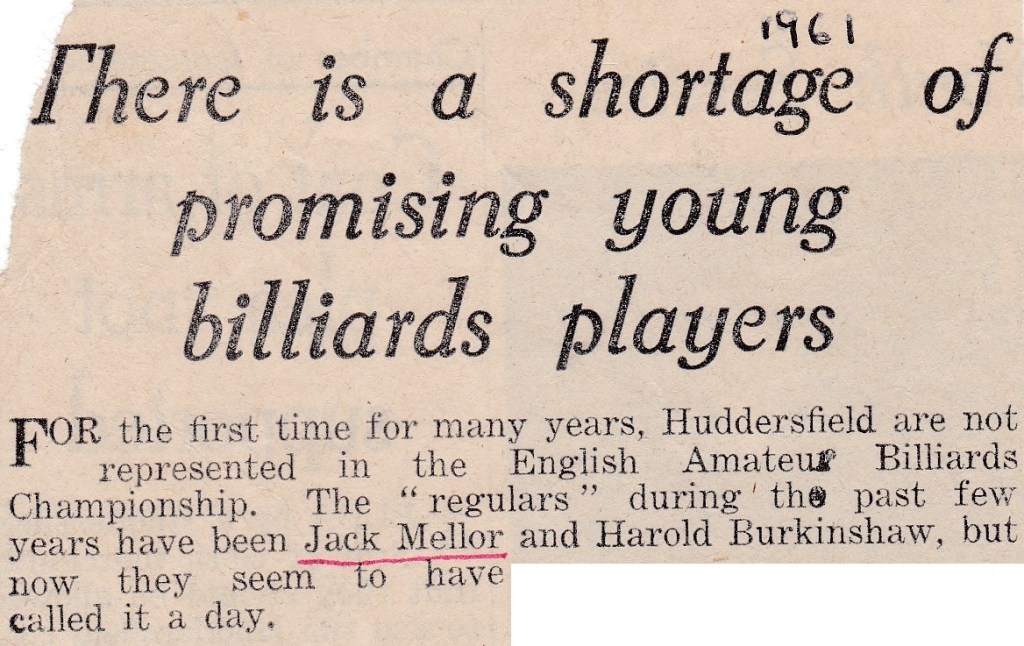 1961
There is a shortage of
promising young
billiards players
FOR the first time for many years, Huddersfield are not
represented in the English Amateur Billiards
Championship. The “regulars” during the past few
years have been Jack Mellor and Harold Burkinshaw, but
now they seem to have
called it a day.